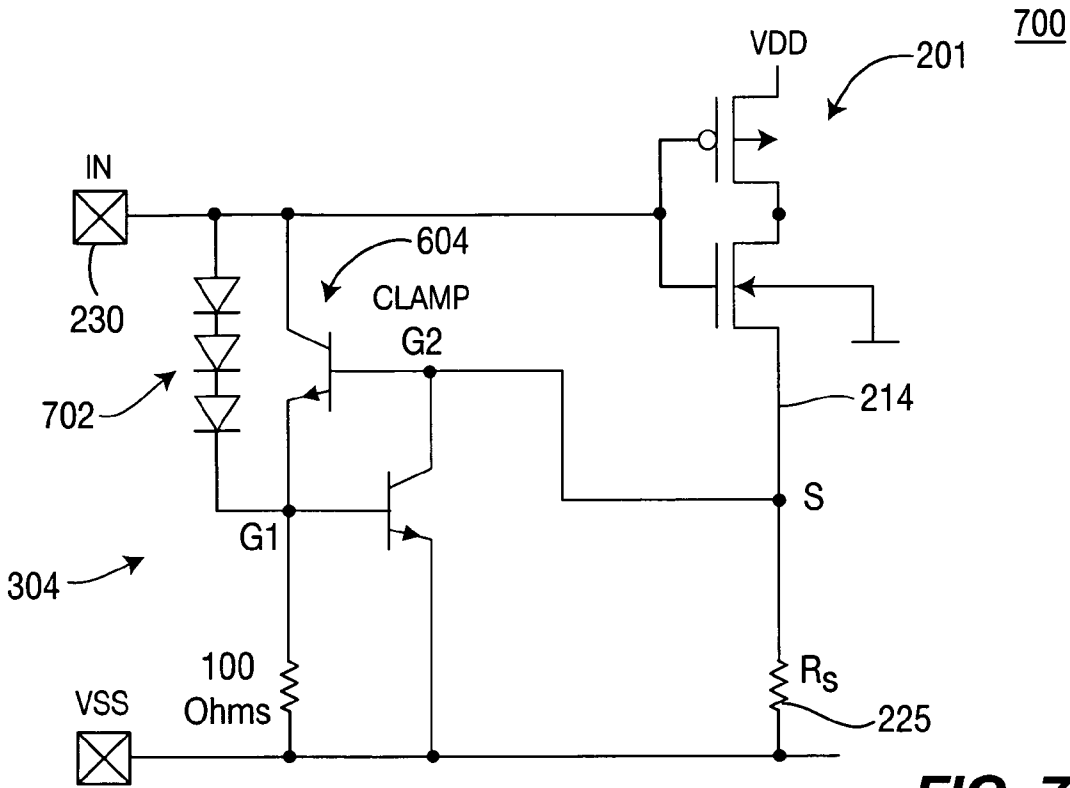 700
VDD
201
IN
604
CLAMP
G2
230
702
214
S
G1
304
100
Ohms
RS
225
VSS
FIG. 7